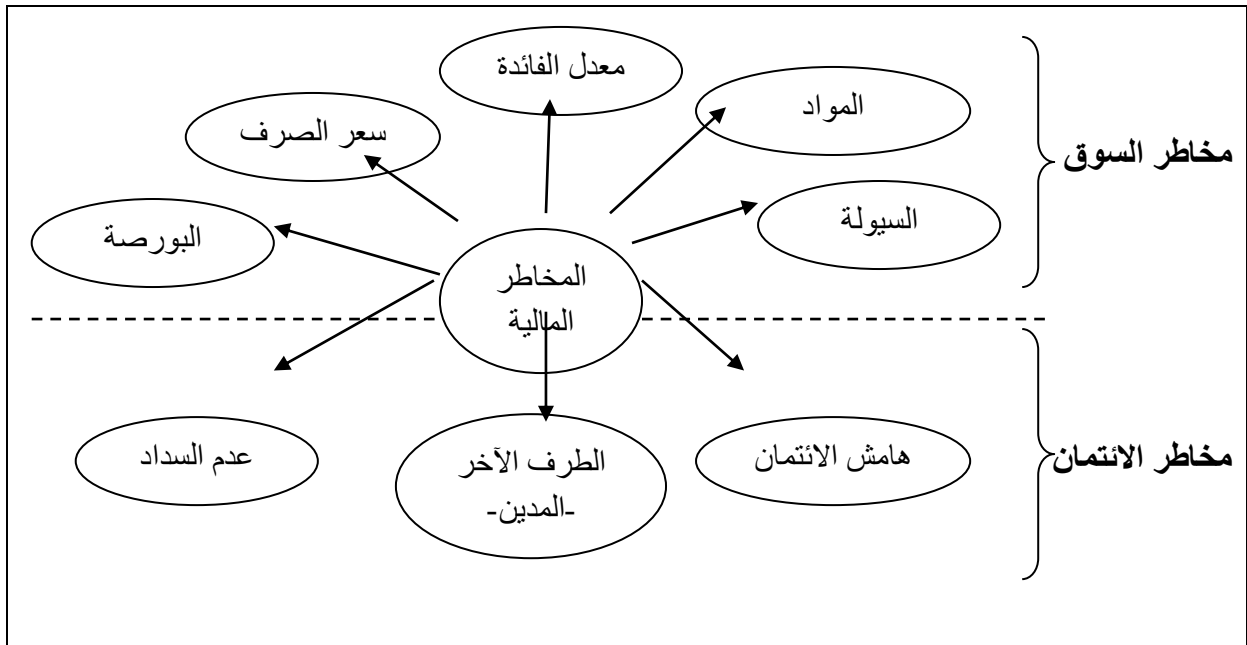 معدل الفائدة
المواد
سعر الصرف
مخاطر السوق
السيولة
البورصة
المخاطر
المالية
هامش الائتمان
الطرف الآخر
-المدين-
عدم السداد
مخاطر الائتمان